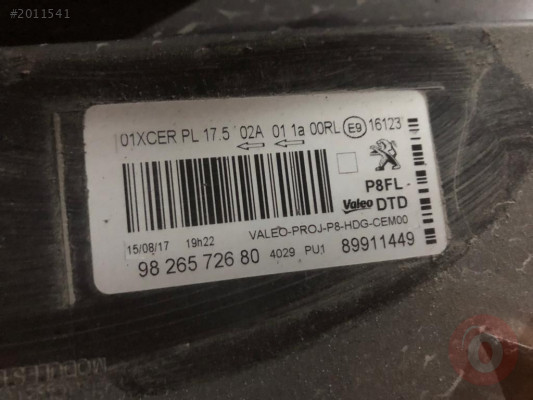 #2011541
01XCER PL 17.5 02A 01 1a 00RL E9 16123
P8FL
Valeo DTD
VALEO-PROJ-P8-HDG-CEM00
15/08/17 19h22
98 265 726 80 4029 PU1 89911449